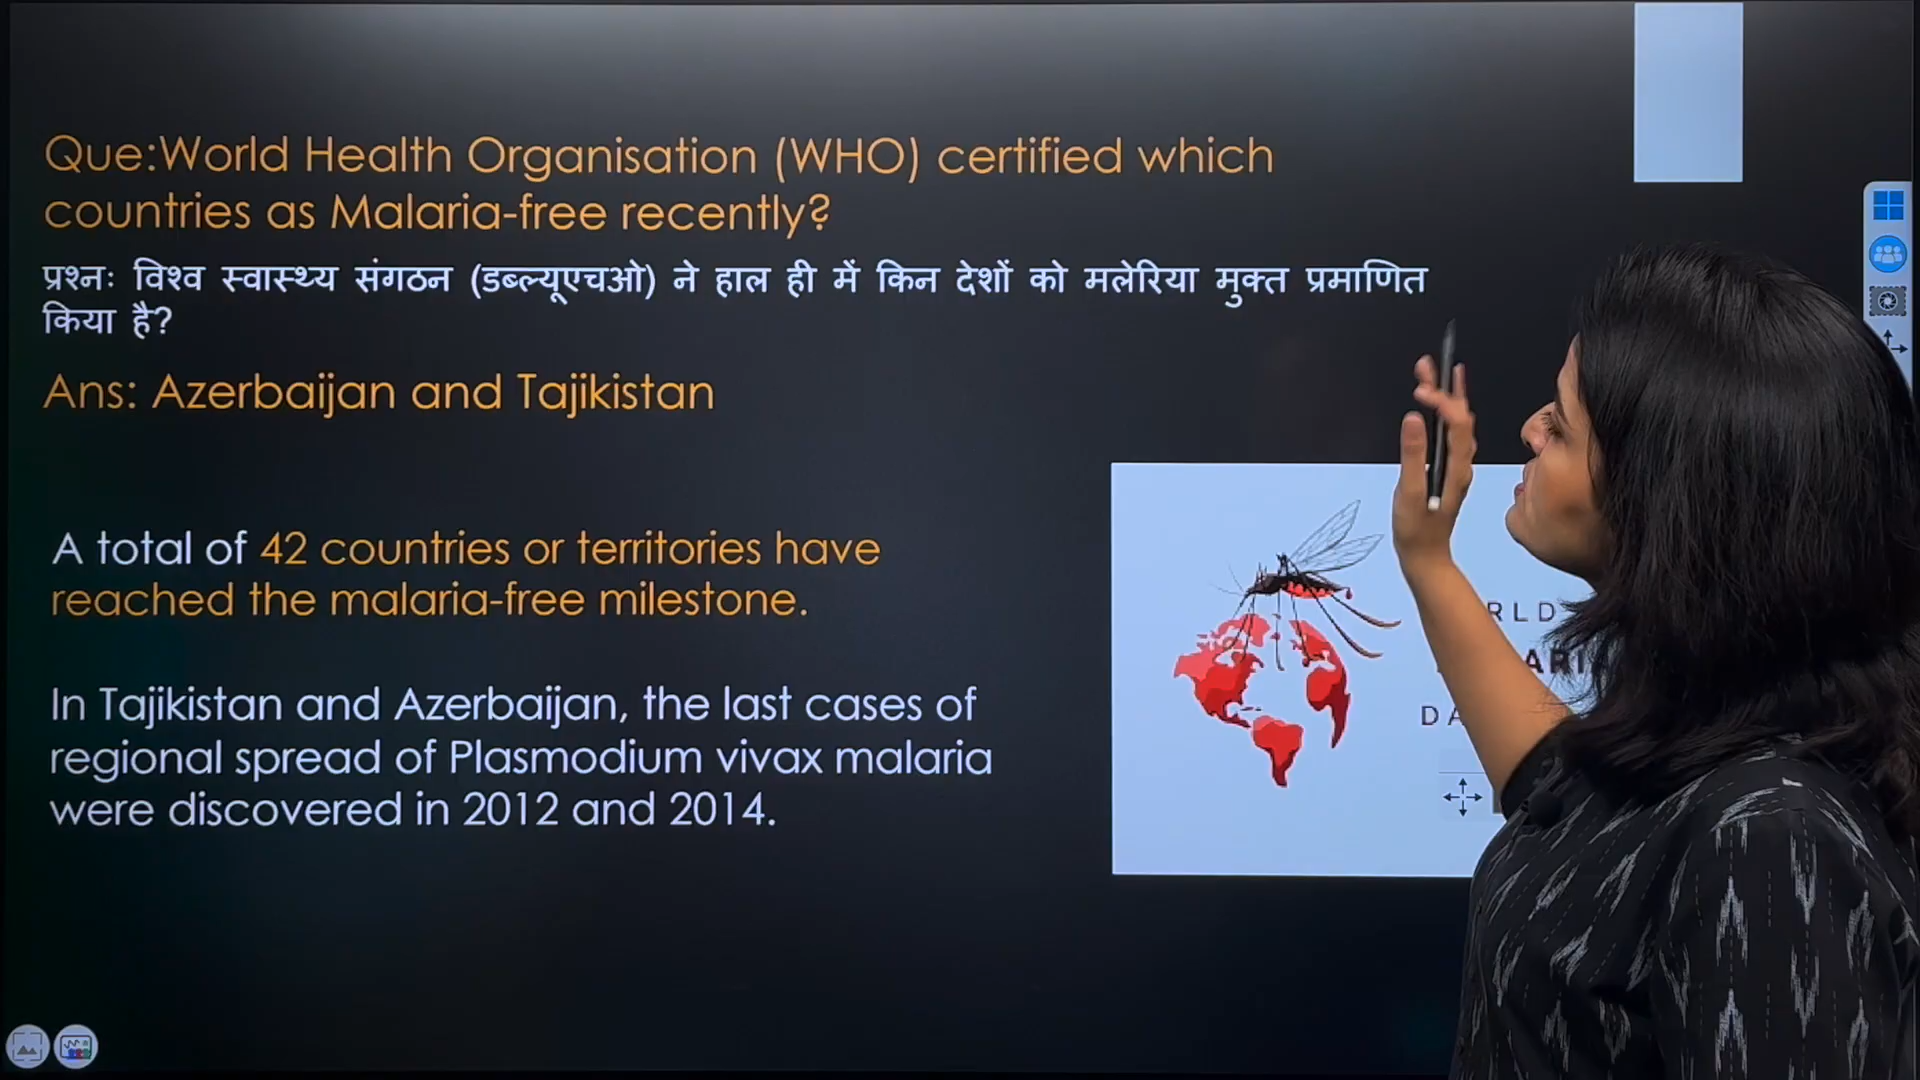 Que:World Health Organisation (WHO) certified which
countries as Malaria-free recently?
प्रश्नः विश्व स्वास्थ्य संगठन (डब्ल्यूएचओ) ने हाल ही में किन देशों को मलेरिया मुक्त प्रमाणित
किया है?
Ans: Azerbaijan and Tajikistan
A total of 42 countries or territories have
reached the malaria-free milestone.
In Tajikistan and Azerbaijan, the last cases of
regional spread of Plasmodium vivax malaria
were discovered in 2012 and 2014.